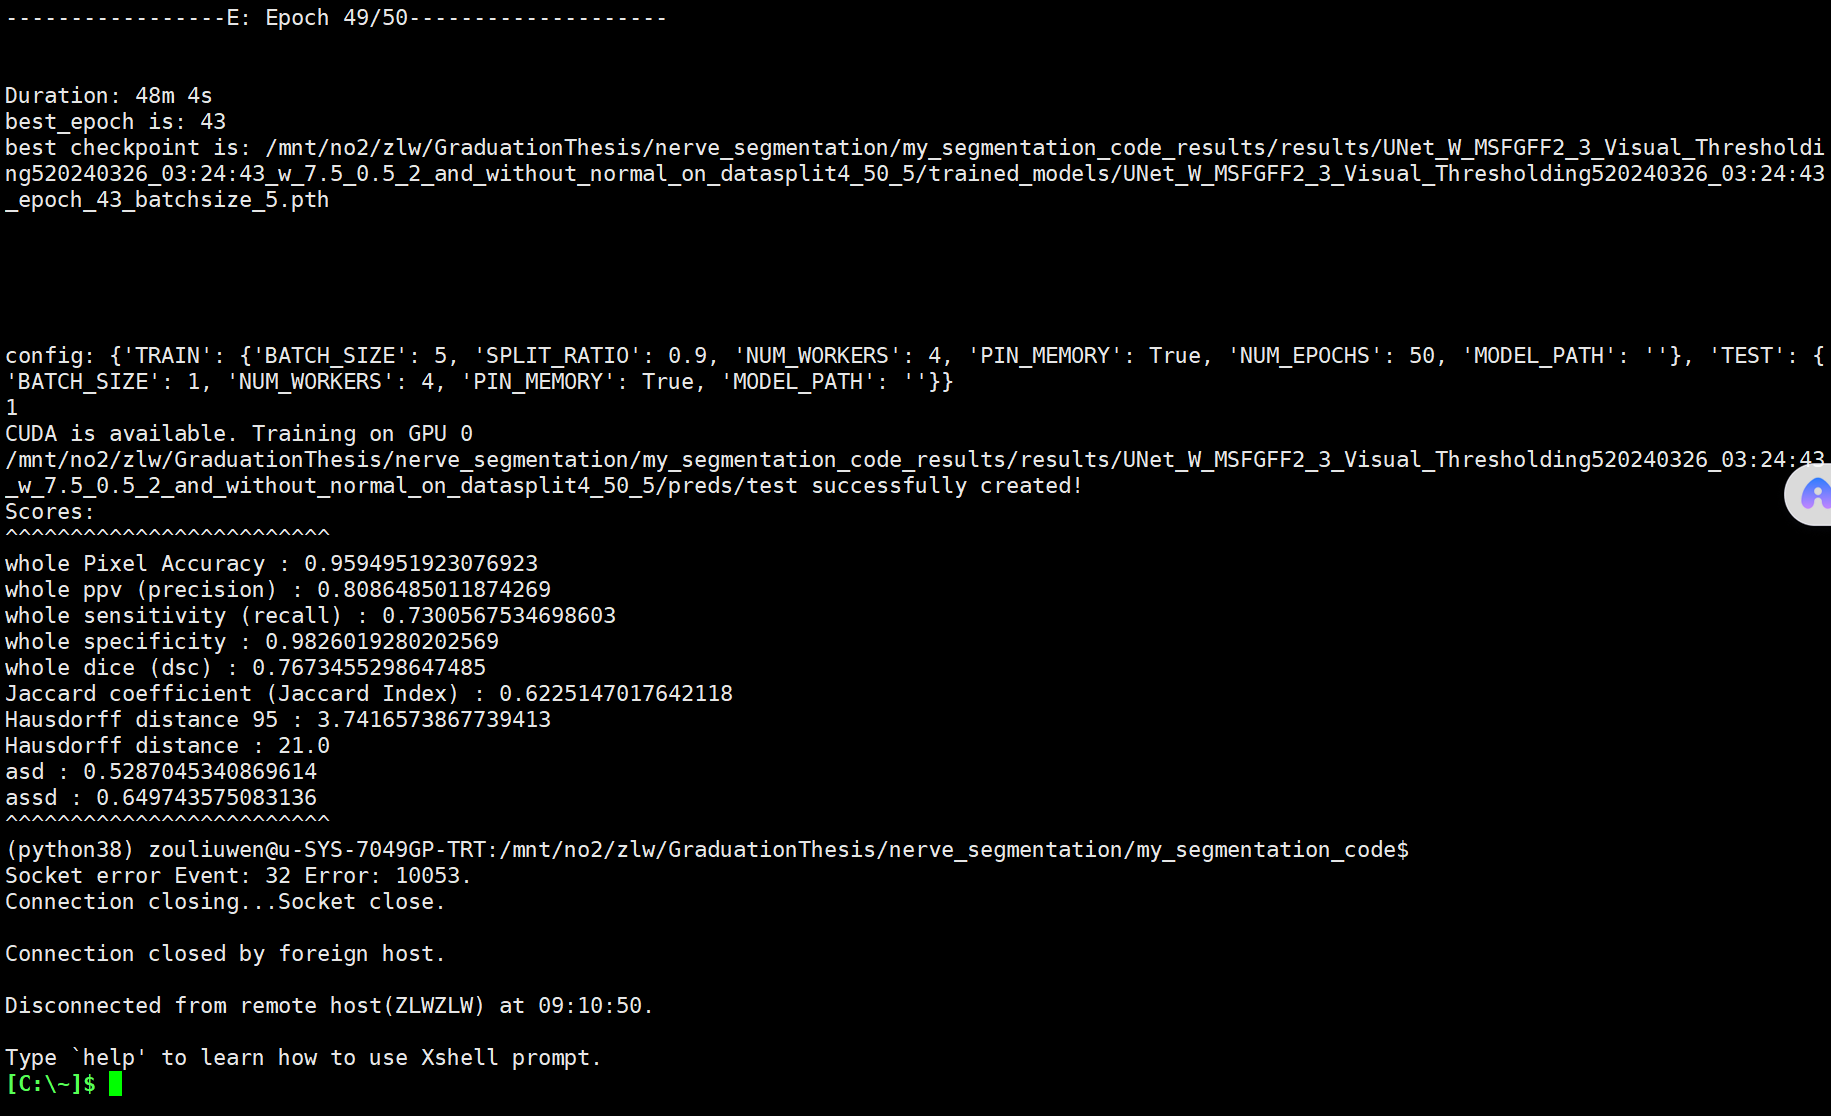 -----------------E: Epoch 49/50--------------------
Duration: 48m 4s
best_epoch is: 43
best checkpoint is: /mnt/no2/zlw/GraduationThesis/nerve_segmentation/my_segmentation_code_results/results/UNet_W_MSFGFF2_3_Visual_Thresholdi
ng520240326_03:24:43_w_7.5_0.5_2_and_without_normal_on_datasplit4_50_5/trained_models/UNet_W_MSFGFF2_3_Visual_Thresholding520240326_03:24:43
_epoch_43_batchsize_5.pth
config: {'TRAIN': {'BATCH_SIZE': 5, 'SPLIT_RATIO': 0.9, 'NUM_WORKERS': 4, 'PIN_MEMORY': True, 'NUM_EPOCHS': 50, 'MODEL_PATH': ''}, 'TEST': {
'BATCH_SIZE': 1, 'NUM_WORKERS': 4, 'PIN_MEMORY': True, 'MODEL_PATH': ''}}
1
CUDA is available. Training on GPU 0
/mnt/no2/zlw/GraduationThesis/nerve_segmentation/my_segmentation_code_results/results/UNet_W_MSFGFF2_3_Visual_Thresholding520240326_03:24:43
_w_7.5_0.5_2_and_without_normal_on_datasplit4_50_5/preds/test successfully created!
Scores:
^^^^^^^^^^^^^^^^^^^^^^^^^
whole Pixel Accuracy : 0.9594951923076923
whole ppv (precision) : 0.8086485011874269
whole sensitivity (recall) : 0.7300567534698603
whole specificity : 0.9826019280202569
whole dice (dsc) : 0.7673455298647485
Jaccard coefficient (Jaccard Index) : 0.6225147017642118
Hausdorff distance 95 : 3.7416573867739413
Hausdorff distance : 21.0
asd : 0.5287045340869614
assd : 0.649743575083136
^^^^^^^^^^^^^^^^^^^^^^^^^
(python38) zouliuwen@u-SYS-7049GP-TRT:/mnt/no2/zlw/GraduationThesis/nerve_segmentation/my_segmentation_code$
Socket error Event: 32 Error: 10053.
Connection closing...Socket close.
Connection closed by foreign host.
Disconnected from remote host(ZLWZLW) at 09:10:50.
Type `help' to learn how to use Xshell prompt.
[C:\~]$